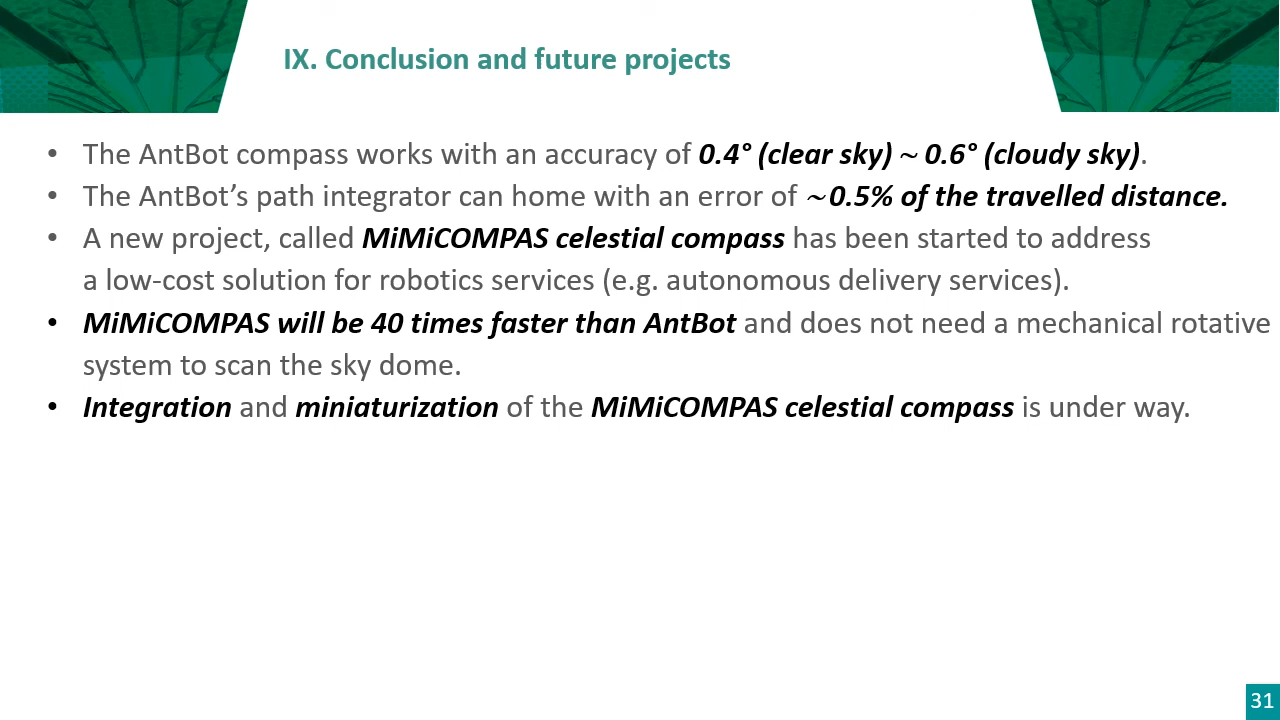 IX. Conclusion and future projects
• The AntBot compass works with an accuracy of 0.4° (clear sky) ~ 0.6° (cloudy sky).
• The AntBot’s path integrator can home with an error of ~0.5% of the travelled distance.
• A new project, called MiMiCOMPAS celestial compass has been started to address
a low-cost solution for robotics services (e.g. autonomous delivery services).
• MiMiCOMPAS will be 40 times faster than AntBot and does not need a mechanical rotative
system to scan the sky dome.
• Integration and miniaturization of the MiMiCOMPAS celestial compass is under way.
31